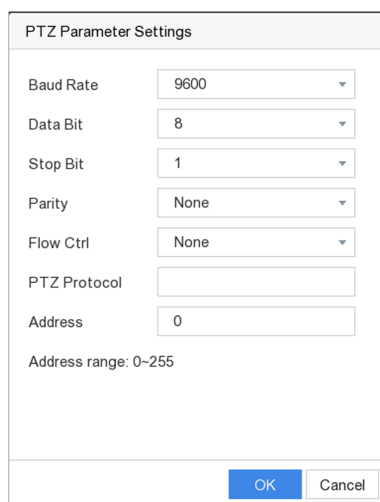 PTZ Parameter Settings
Baud Rate 9600
Data Bit 8
Stop Bit 1
Parity None
Flow Ctrl None
PTZ Protocol
Address 0
Address range: 0~255
OK Cancel